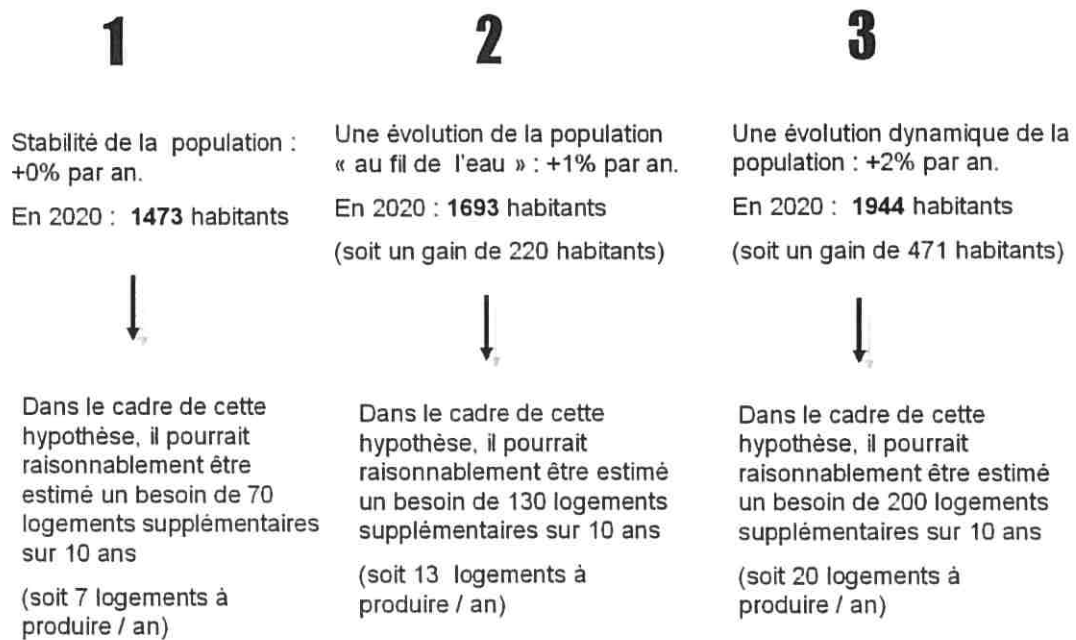 1
Stabilité de la population :
+0% par an.
En 2020 : 1473 habitants
Dans le cadre de cette
hypothèse, il pourrait
raisonnablement être
estimé un besoin de 70
logements supplémentaires
sur 10 ans
(soit 7 logements à
produire / an)
2
Une évolution de la population
« au fil de l'eau » : +1% par an.
En 2020 : 1693 habitants
(soit un gain de 220 habitants)
Dans le cadre de cette
hypothèse, il pourrait
raisonnablement être estimé
un besoin de 130 logements
supplémentaires sur 10 ans
(soit 13 logements à
produire / an)
3
Une évolution dynamique de la
population : +2% par an.
En 2020 : 1944 habitants
(soit un gain de 471 habitants)
Dans le cadre de cette
hypothèse, il pourrait
raisonnablement être estimé
un besoin de 200 logements
supplémentaires sur 10 ans
(soit 20 logements à
produire / an)